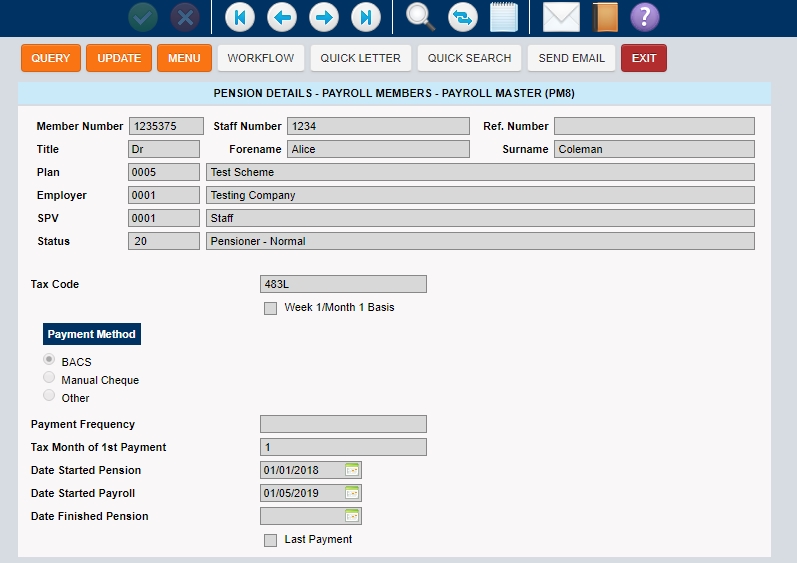 ?
QUERY UPDATE MENU WORKFLOW QUICK LETTER QUICK SEARCH SEND EMAIL EXIT
PENSION DETAILS - PAYROLL MEMBERS - PAYROLL MASTER (PM8)
Member Number 1235375 Staff Number 1234 Ref. Number
Title Dr Forename Alice Surname Coleman
Plan 0005 Test Scheme
Employer 0001 Testing Company
SPV 0001 Staff
Status 20 Pensioner - Normal
Tax Code 483L
Week 1/Month 1 Basis
Payment Method
BACS
Manual Cheque
Other
Payment Frequency
Tax Month of 1st Payment 1
Date Started Pension 01/01/2018
Date Started Payroll 01/05/2019
Date Finished Pension
Last Payment